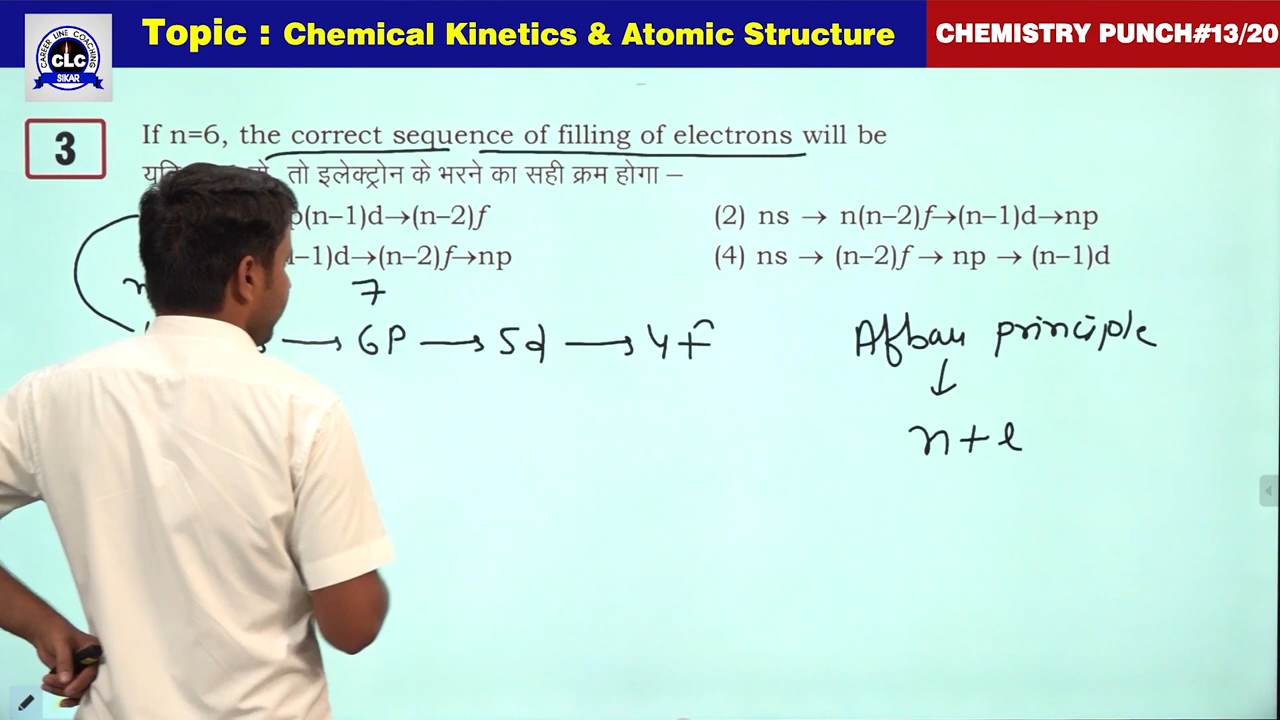 CAREER LINE COACHING
CLC
SIKAR
Topic : Chemical Kinetics & Atomic Structure
CHEMISTRY PUNCH#13/20
3
If n=6, the correct sequence of filling of electrons will be
तो इलेक्ट्रोन के भरने का सही क्रम होगा –
(n–1)d→(n–2)f
(2) ns → n(n–2)f→(n–1)d→np
–1)d→(n–2)f→np
(4) ns → (n–2)f → np → (n–1)d
7
→ 6P → 5d → 4f
Afbau principle
↓
n+l